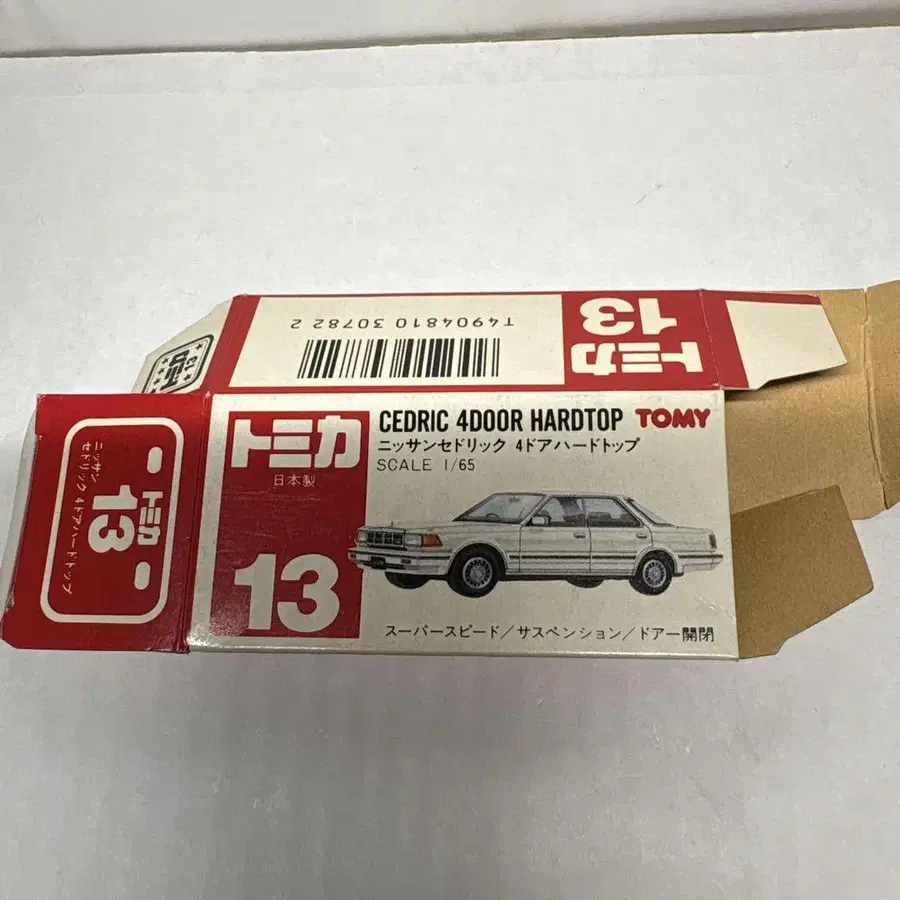 T4904810 30782 2
トミカ
13
CEDRIC 4DOOR HARDTOP TOMY
ニッサンセドリック 4ドアハードトップ
SCALE 1/65
トミカ
日本製
13
スーパースピード/サスペンション/ドアー開閉
トミカ
13
ニッサン
セドリック4ドアハードトップ